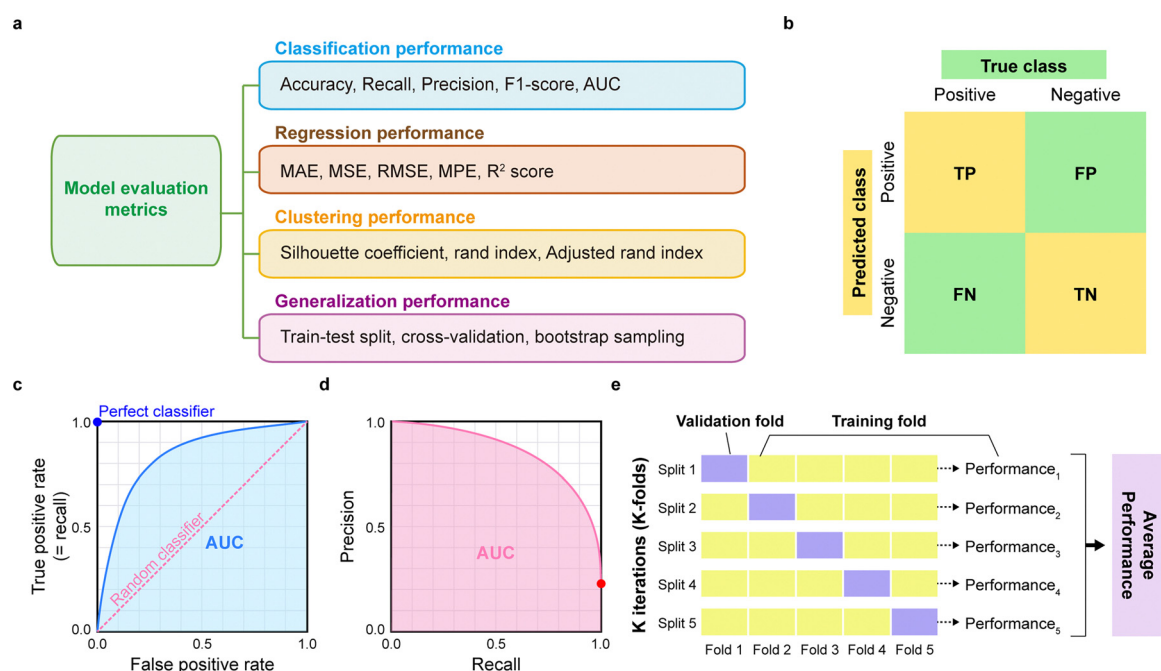 a
Classification performance
Accuracy, Recall, Precision, F1-score, AUC
Regression performance
MAE, MSE, RMSE, MPE, R² score
Model evaluation
metrics
Clustering performance
Silhouette coefficient, rand index, Adjusted rand index
Generalization performance
Train-test split, cross-validation, bootstrap sampling
b
True class
Positive Negative
Predicted class
Positive
Negative
TP FP
FN TN
c
Perfect classifier
1.0
0.5
0.0
True positive rate
(= recall)
Random classifier
AUC
0.0 0.5 1.0
False positive rate
d
1.0
0.5
0.0
Precision
AUC
0.0 0.5 1.0
Recall
e
Validation fold Training fold
K iterations (K-folds)
Split 1 Performance₁
Split 2 Performance₂
Split 3 Performance₃
Split 4 Performance₄
Split 5 Performance₅
Fold 1 Fold 2 Fold 3 Fold 4 Fold 5
Average
Performance